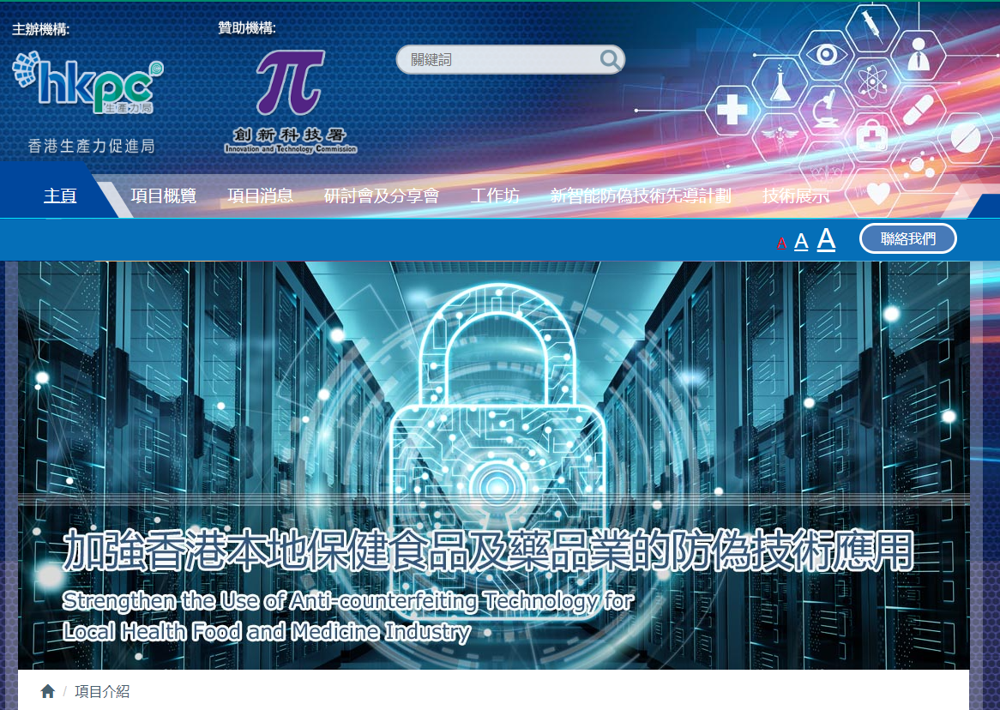 主辦機構:
贊助機構:
關鍵詞
hkpc
生產力局
香港生產力促進局
創新科技署
Innovation and Technology Commission
主頁 項目概覽 項目消息 研討會及分享會 工作坊 新智能防偽技術先導計劃 技術展示
A A A 聯絡我們
加強香港本地保健食品及藥品業的防偽技術應用
Strengthen the Use of Anti-counterfeiting Technology for
Local Health Food and Medicine Industry
/ 項目介紹